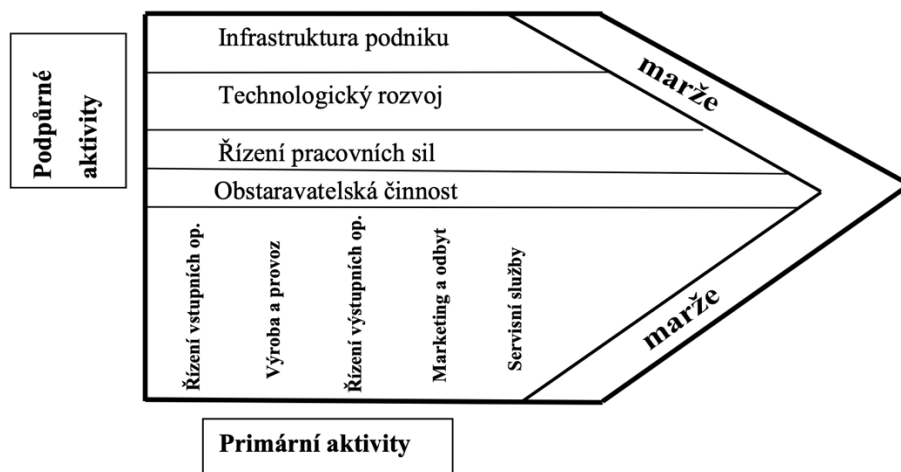 Podpůrné
aktivity
Infrastruktura podniku
Technologický rozvoj
Řízení pracovních sil
Obstaravatelská činnost
marže
marže
Řízení vstupních op.
Výroba a provoz
Řízení výstupních op.
Marketing a odbyt
Servisní služby
Primární aktivity